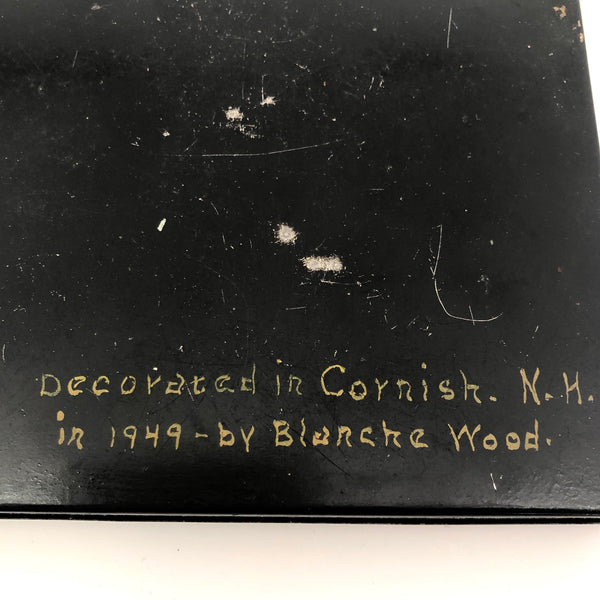 Decorated in Cornish. N.H.
in 1949 - by Blanche Wood.